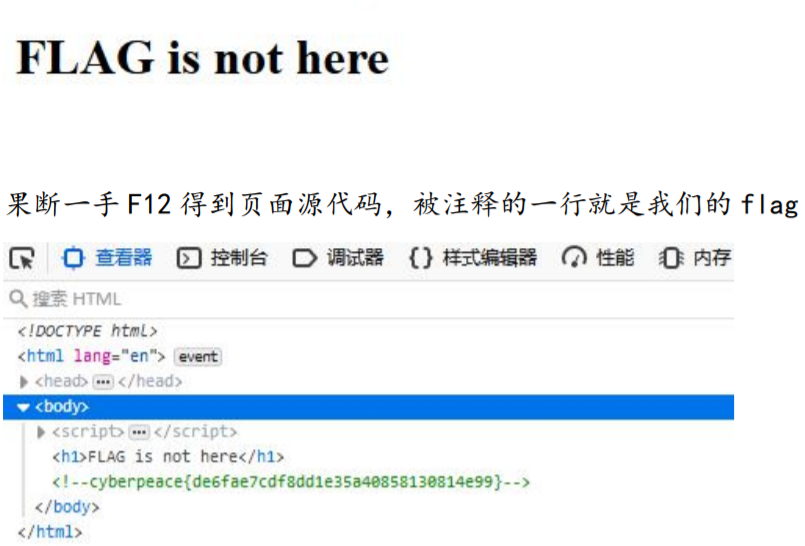 FLAG is not here
果断一手 F12 得到页面源代码，被注释的一行就是我们的 flag
查看器 控制台 调试器 样式编辑器 性能 内存
搜索 HTML
<!DOCTYPE html>
<html lang="en"> event
<head> ••• </head>
<body>
<script> ••• </script>
<h1>FLAG is not here</h1>
<!--cyberpeace{de6fae7cdf8dd1e35a40858130814e99}-->
</body>
</html>